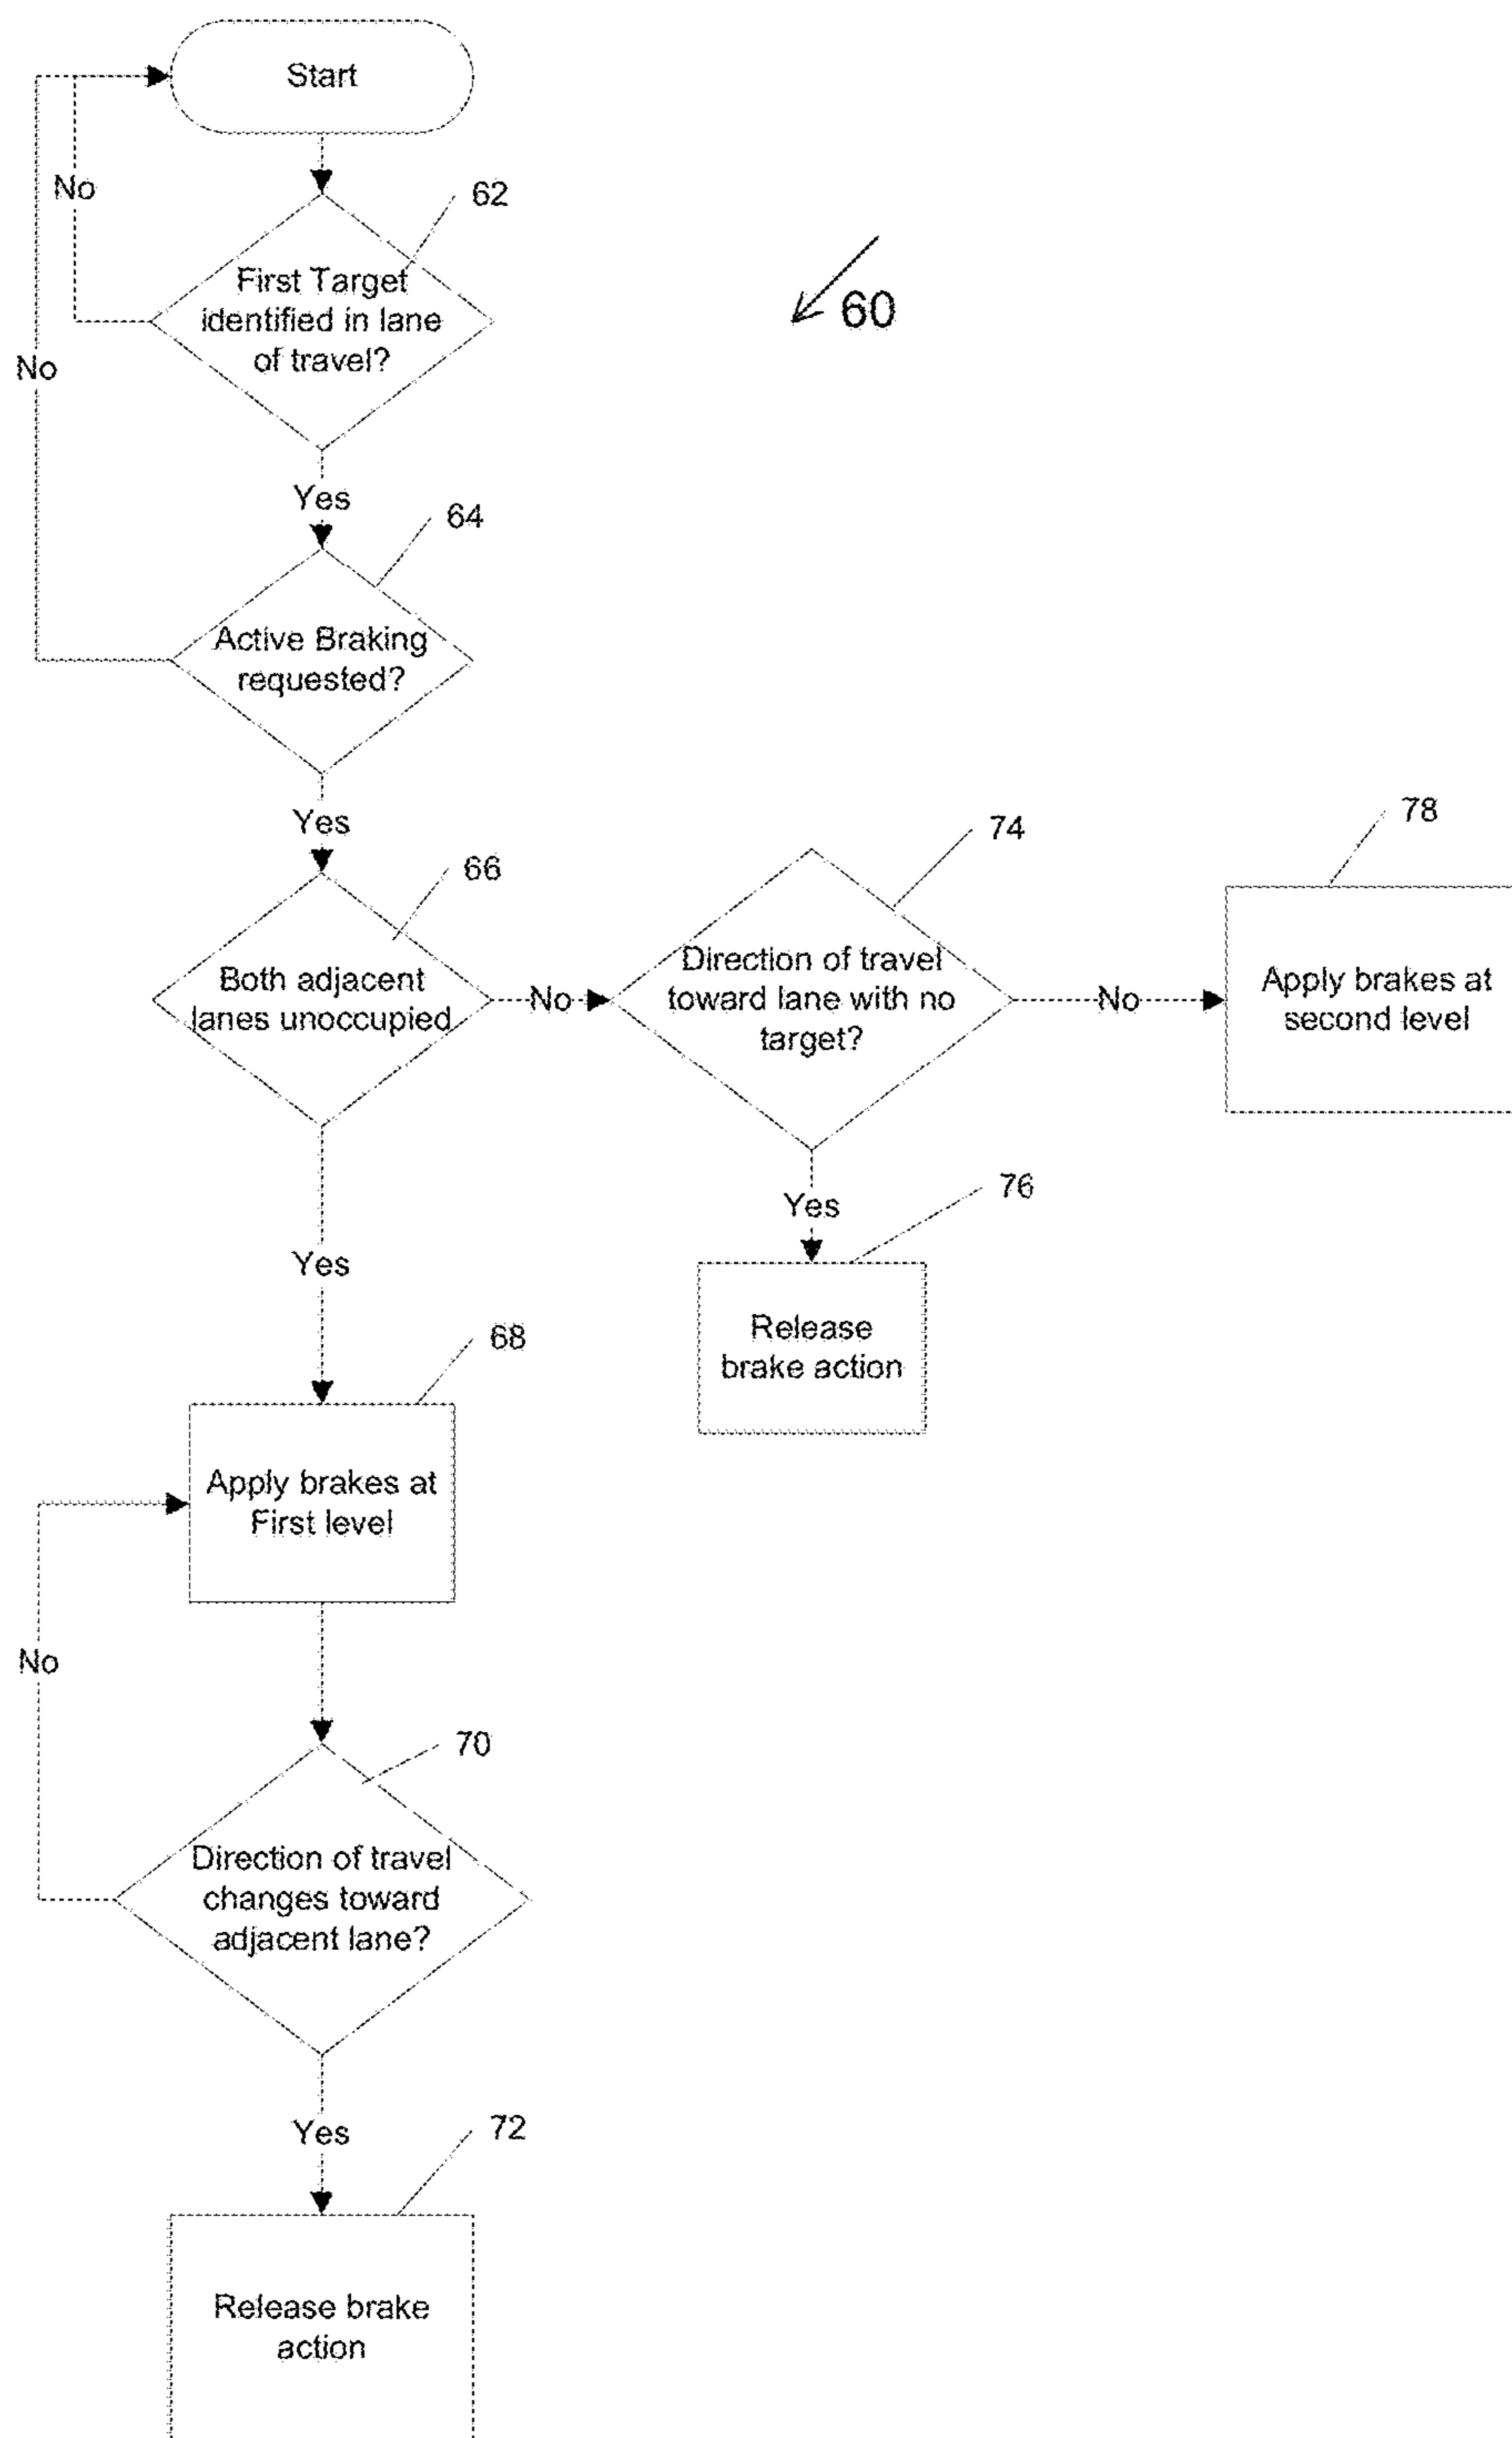 Start
No
62
First Target
identified in lane
of travel?
60
No
Yes
64
Active Braking
requested?
Yes
66
Both adjacent
lanes unoccupied
No
74
Direction of travel
toward lane with no
target?
No
78
Apply brakes at
second level
Yes
76
Release
brake action
Yes
68
Apply brakes at
First level
No
70
Direction of travel
changes toward
adjacent lane?
Yes
72
Release brake
action